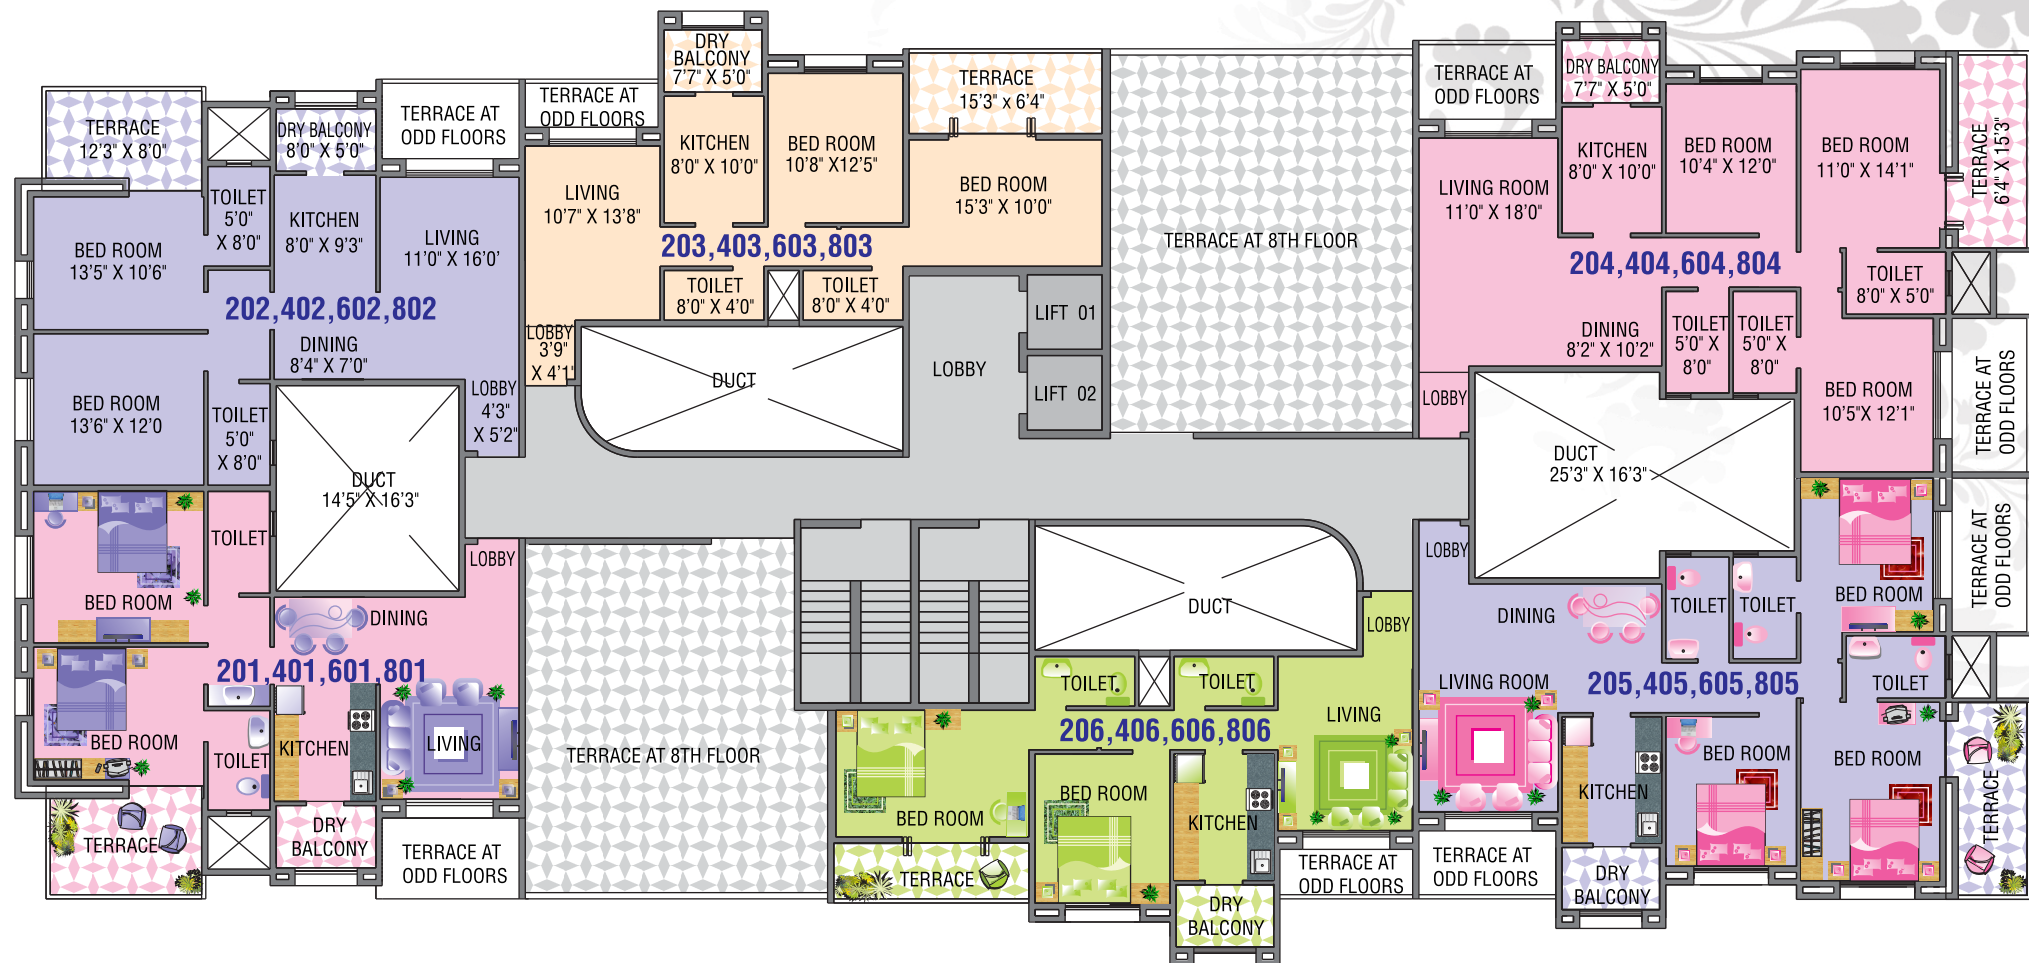 TERRACE
12'3" X 8'0"
DRY BALCONY
8'0" X 5'0"
TERRACE AT
ODD FLOORS
TOILET
5'0"
X 8'0"
KITCHEN
8'0" X 9'3"
LIVING
11'0" X 16'0'
BED ROOM
13'5" X 10'6"
202,402,602,802
DINING
8'4" X 7'0"
BED ROOM
13'6" X 12'0
TOILET
5'0"
X 8'0"
LOBBY
4'3"
X 5'2"
DUCT
14'5" X 16'3"
TERRACE AT
ODD FLOORS
DRY
BALCONY
7'7" X 5'0"
TERRACE
15'3" x 6'4"
KITCHEN
8'0" X 10'0"
BED ROOM
10'8" X12'5"
LIVING
10'7" X 13'8"
BED ROOM
15'3" X 10'0"
203,403,603,803
TOILET
8'0" X 4'0"
TOILET
8'0" X 4'0"
LOBBY
3'9"
X 4'1"
DUCT
LOBBY
LIFT 01
LIFT 02
TERRACE AT 8TH FLOOR
TERRACE AT
ODD FLOORS
DRY BALCONY
7'7" X 5'0"
KITCHEN
8'0" X 10'0"
BED ROOM
10'4" X 12'0"
BED ROOM
11'0" X 14'1"
TERRACE
6'4" X 15'3"
LIVING ROOM
11'0" X 18'0"
204,404,604,804
TOILET
8'0" X 5'0"
DINING
8'2" X 10'2"
TOILET
5'0" X
8'0"
TOILET
5'0" X
8'0"
LOBBY
BED ROOM
10'5"X 12'1"
TERRACE AT
ODD FLOORS
DUCT
25'3" X 16'3"
TOILET
LOBBY
BED ROOM
DINING
201,401,601,801
BED ROOM
TOILET
KITCHEN
LIVING
TERRACE
DRY
BALCONY
TERRACE AT
ODD FLOORS
TERRACE AT 8TH FLOOR
DUCT
LOBBY
TOILET
TOILET
206,406,606,806
LIVING
BED ROOM
BED ROOM
KITCHEN
TERRACE
DRY
BALCONY
TERRACE AT
ODD FLOORS
LOBBY
DINING
TOILET
TOILET
BED ROOM
TERRACE AT
ODD FLOORS
LIVING ROOM
205,405,605,805
TOILET
KITCHEN
BED ROOM
BED ROOM
TERRACE
TERRACE AT
ODD FLOORS
DRY
BALCONY